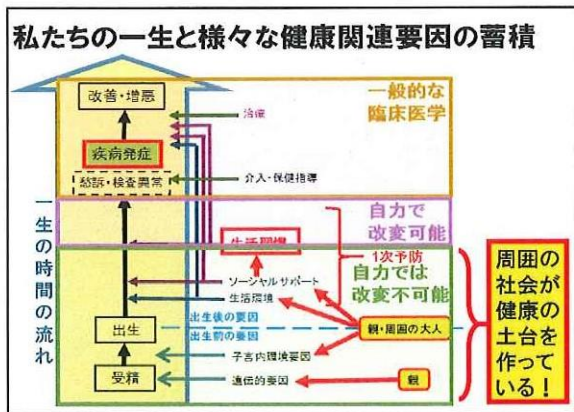 私たちの一生と様々な健康関連要因の蓄積
一般的な
臨床医学
改善・増悪
治療
疾病発症
愁訴・検査異常
介入・保健指導
一生の時間の流れ
自力で
改変可能
生活習慣
1次予防
自力では
改変不可能
ソーシャルサポート
生活環境
出生後の要因
出生前の要因
出生
親・周囲の大人
子宮内環境要因
受精
遺伝的要因
親
周囲の
社会が
健康の
土台を
作って
いる！